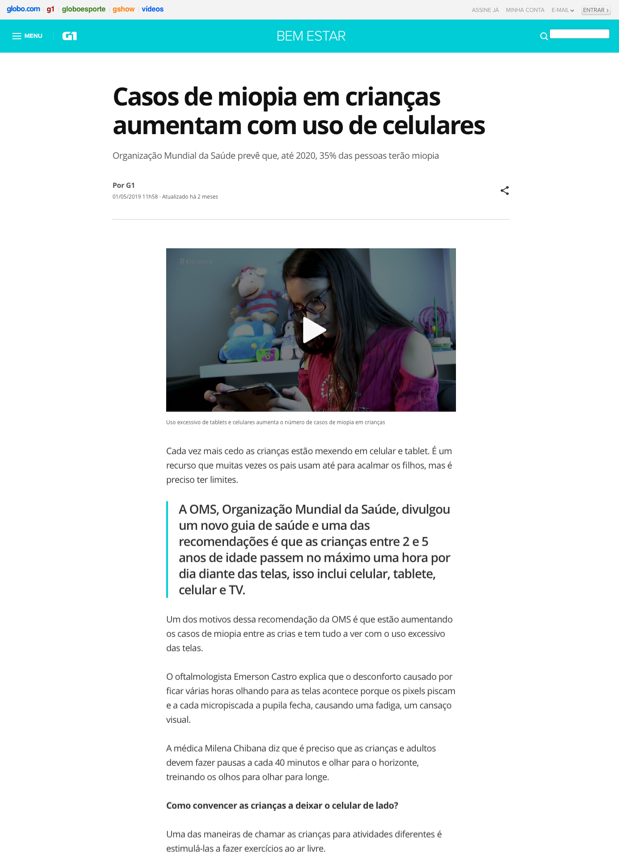 globo.com g1 globoesporte gshow vídeos ASSINE JÁ MINHA CONTA E-MAIL ENTRAR ›
MENU G1 BEM ESTAR
Casos de miopia em crianças
aumentam com uso de celulares
Organização Mundial da Saúde prevê que, até 2020, 35% das pessoas terão miopia
Por G1
01/05/2019 11h58 · Atualizado há 2 meses
Uso excessivo de tablets e celulares aumenta o número de casos de miopia em crianças
Cada vez mais cedo as crianças estão mexendo em celular e tablet. É um
recurso que muitas vezes os pais usam até para acalmar os filhos, mas é
preciso ter limites.
A OMS, Organização Mundial da Saúde, divulgou
um novo guia de saúde e uma das
recomendações é que as crianças entre 2 e 5
anos de idade passem no máximo uma hora por
dia diante das telas, isso inclui celular, tablete,
celular e TV.
Um dos motivos dessa recomendação da OMS é que estão aumentando
os casos de miopia entre as crias e tem tudo a ver com o uso excessivo
das telas.
O oftalmologista Emerson Castro explica que o desconforto causado por
ficar várias horas olhando para as telas acontece porque os pixels piscam
e a cada micropiscada a pupila fecha, causando uma fadiga, um cansaço
visual.
A médica Milena Chibana diz que é preciso que as crianças e adultos
devem fazer pausas a cada 40 minutos e olhar para o horizonte,
treinando os olhos para olhar para longe.
Como convencer as crianças a deixar o celular de lado?
Uma das maneiras de chamar as crianças para atividades diferentes é
estimulá-las a fazer exercícios ao ar livre.